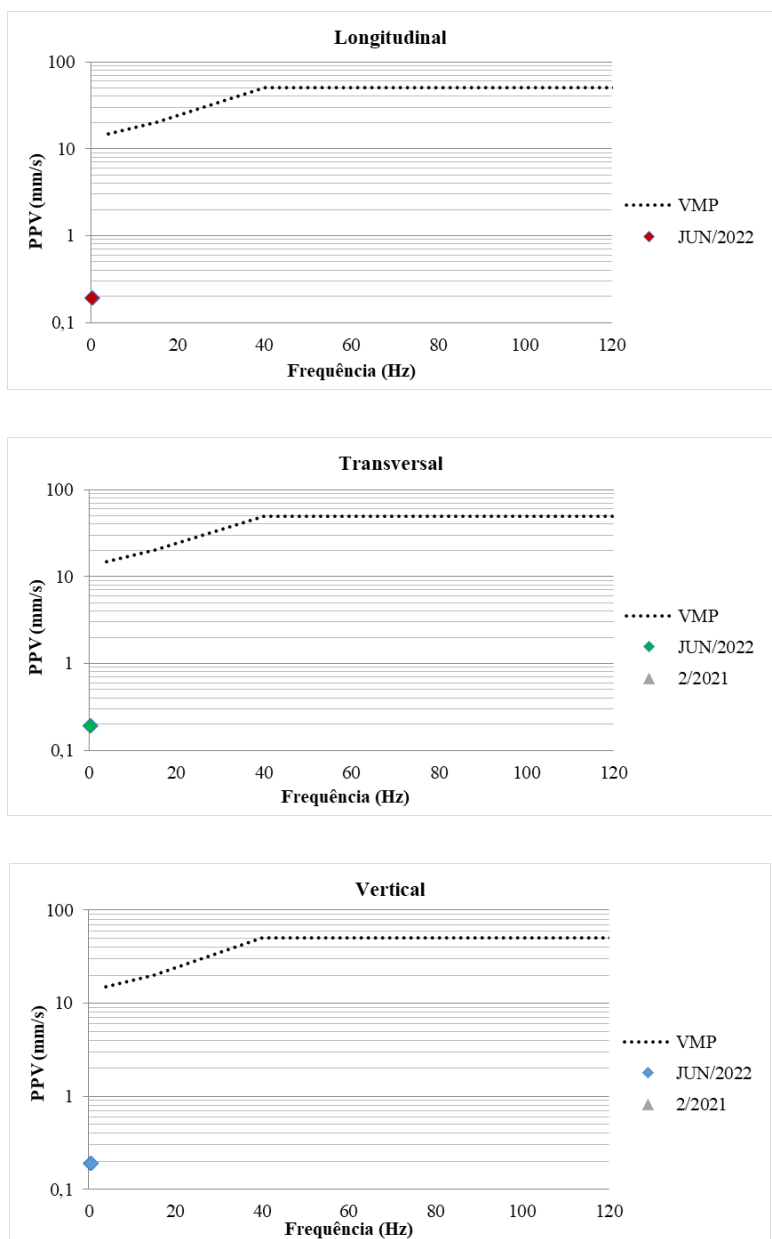 Longitudinal
100
10
1
0,1
PPV (mm/s)
0 20 40 60 80 100 120
Frequência (Hz)
VMP
JUN/2022
Transversal
100
10
1
0,1
PPV (mm/s)
0 20 40 60 80 100 120
Frequência (Hz)
VMP
JUN/2022
2/2021
Vertical
100
10
1
0,1
PPV (mm/s)
0 20 40 60 80 100 120
Frequência (Hz)
VMP
JUN/2022
2/2021